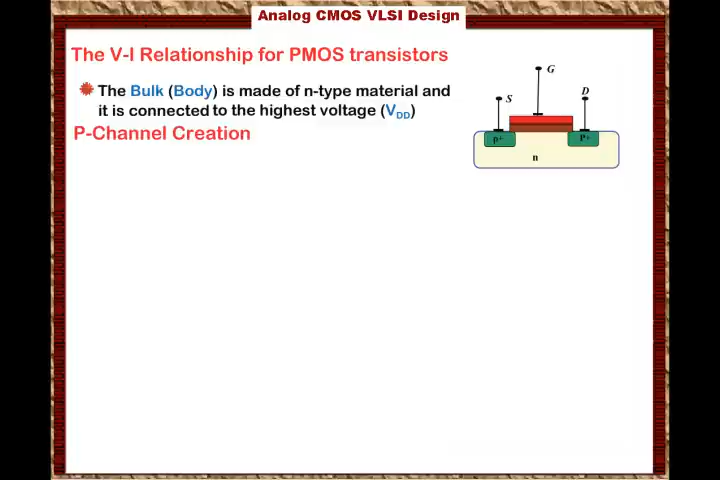 Analog CMOS VLSI Design
The V-I Relationship for PMOS transistors
The Bulk (Body) is made of n-type material and
it is connected to the highest voltage (VDD)
P-Channel Creation
G
S
D
p+
P+
n